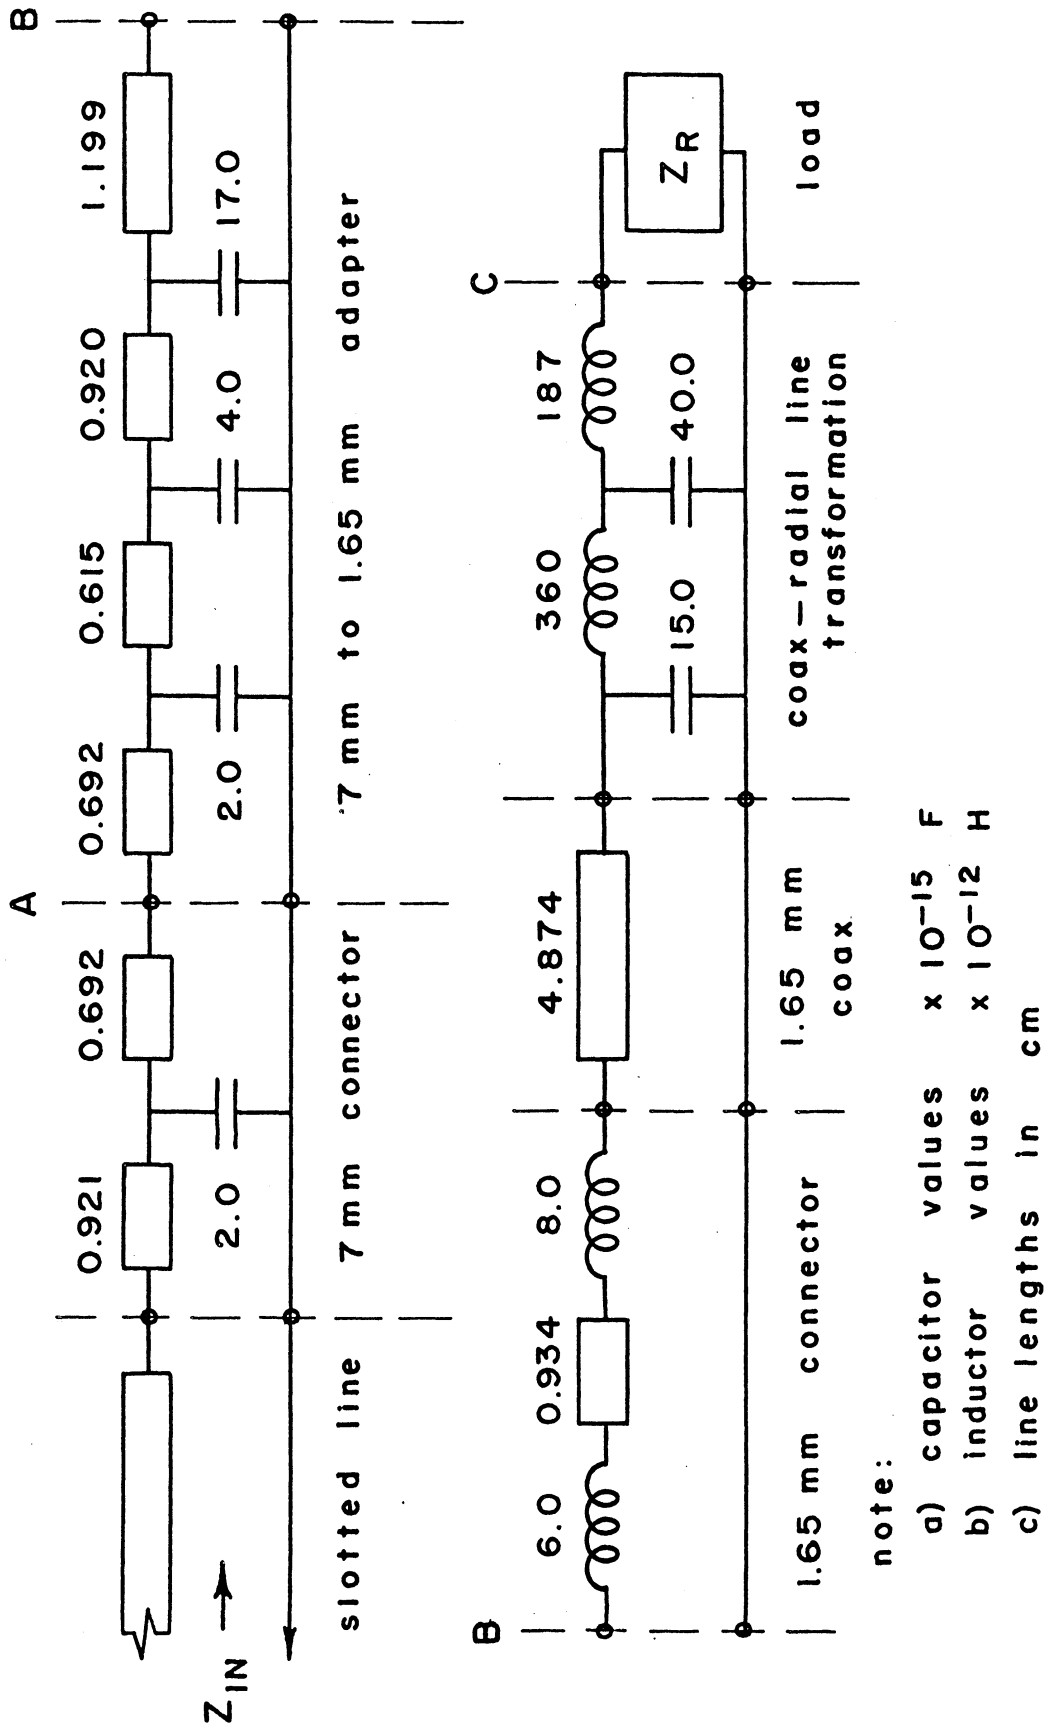 0.921 0.692 A 0.692 0.615 0.920 1.199 B
2.0 2.0 4.0 17.0
Z_IN →
slotted line 7 mm connector 7 mm to 1.65 mm adapter
B 6.0 0.934 8.0 4.874 360 187 C
15.0 40.0 Z_R
1.65 mm connector 1.65 mm coax–radial line load
coax transformation
note:
a) capacitor values x 10⁻¹⁵ F
b) inductor values x 10⁻¹² H
c) line lengths in cm